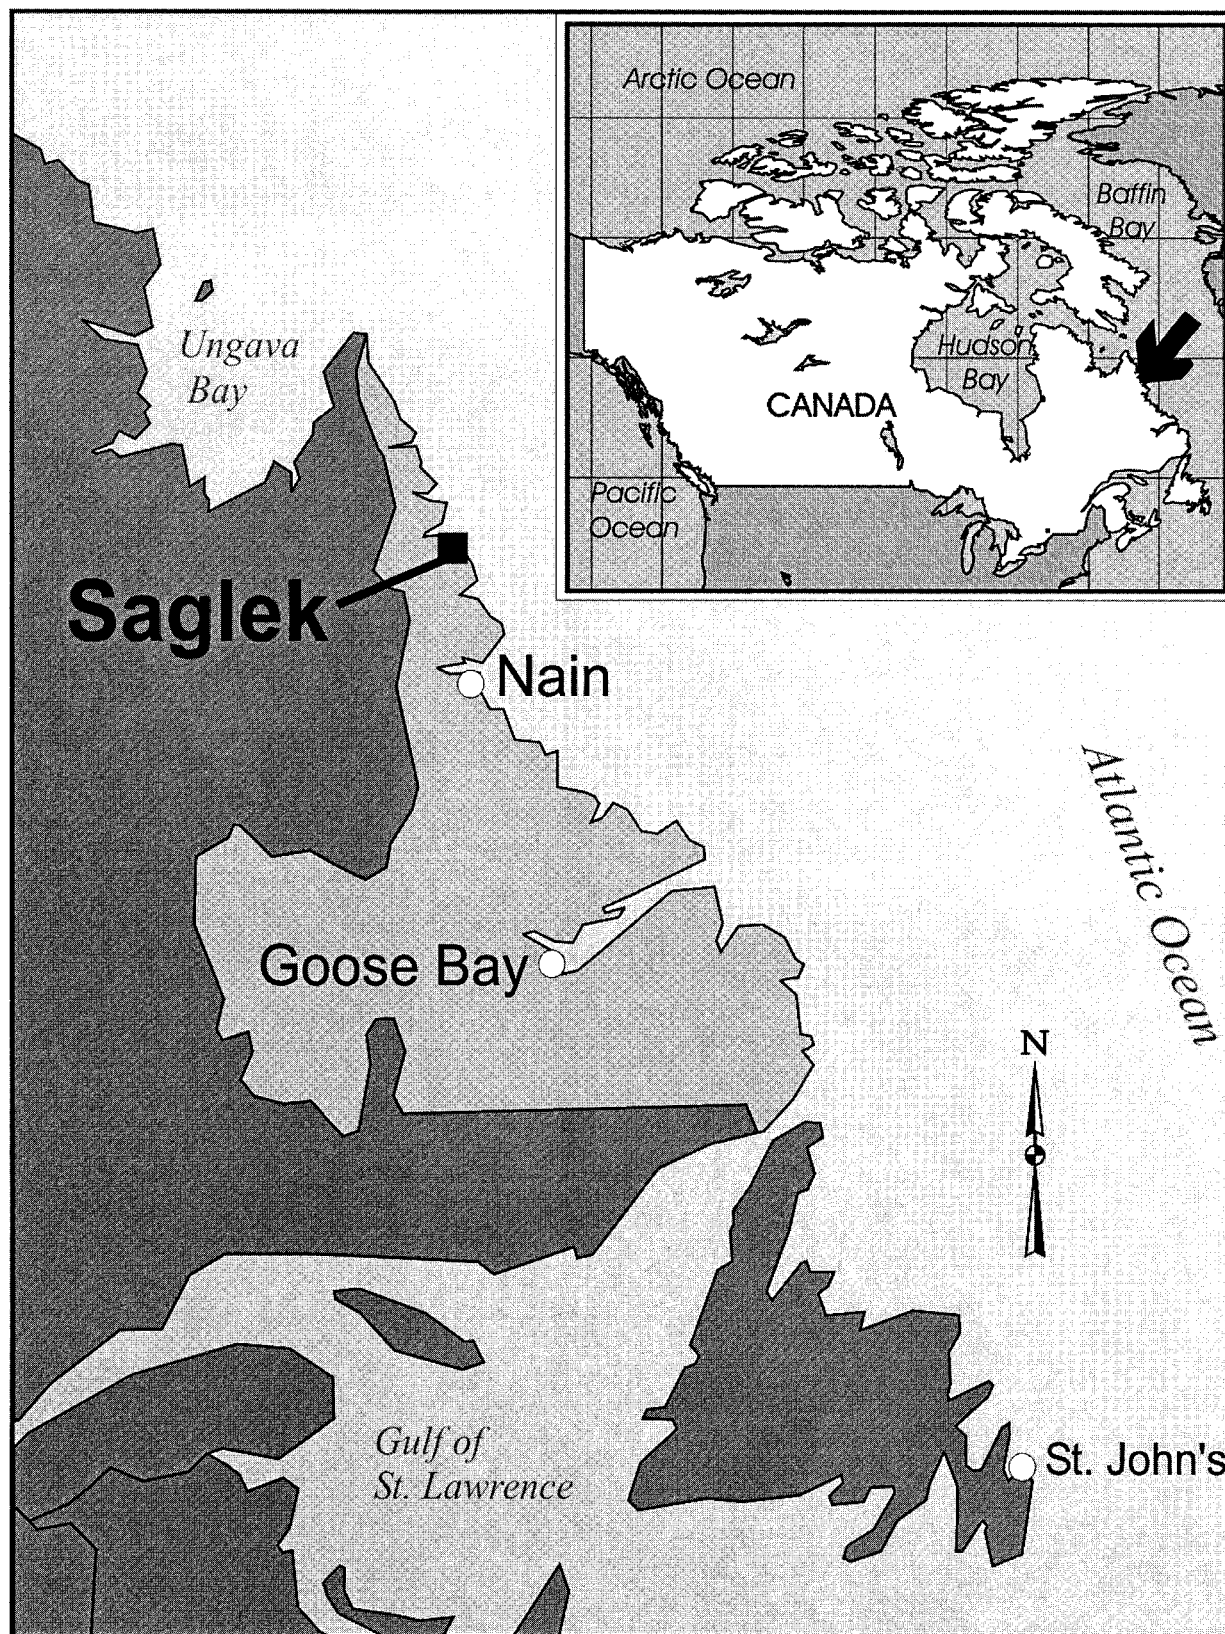 Arctic Ocean
Baffin
Bay
Hudson
Bay
CANADA
Pacific
Ocean
Ungava
Bay
Saglek
Nain
Atlantic Ocean
Goose Bay
N
Gulf of
St. Lawrence
St. John's